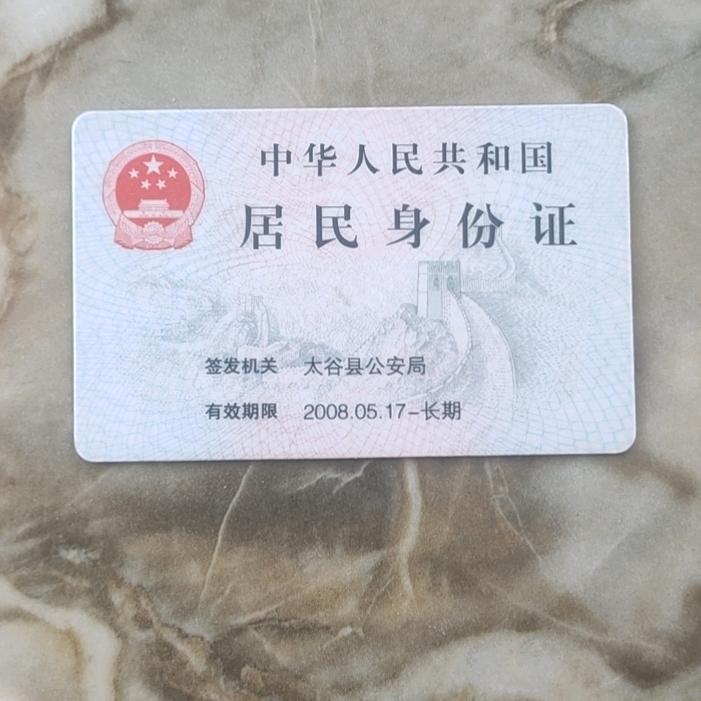 中华人民共和国
居民身份证
签发机关 太谷县公安局
有效期限 2008.05.17-长期